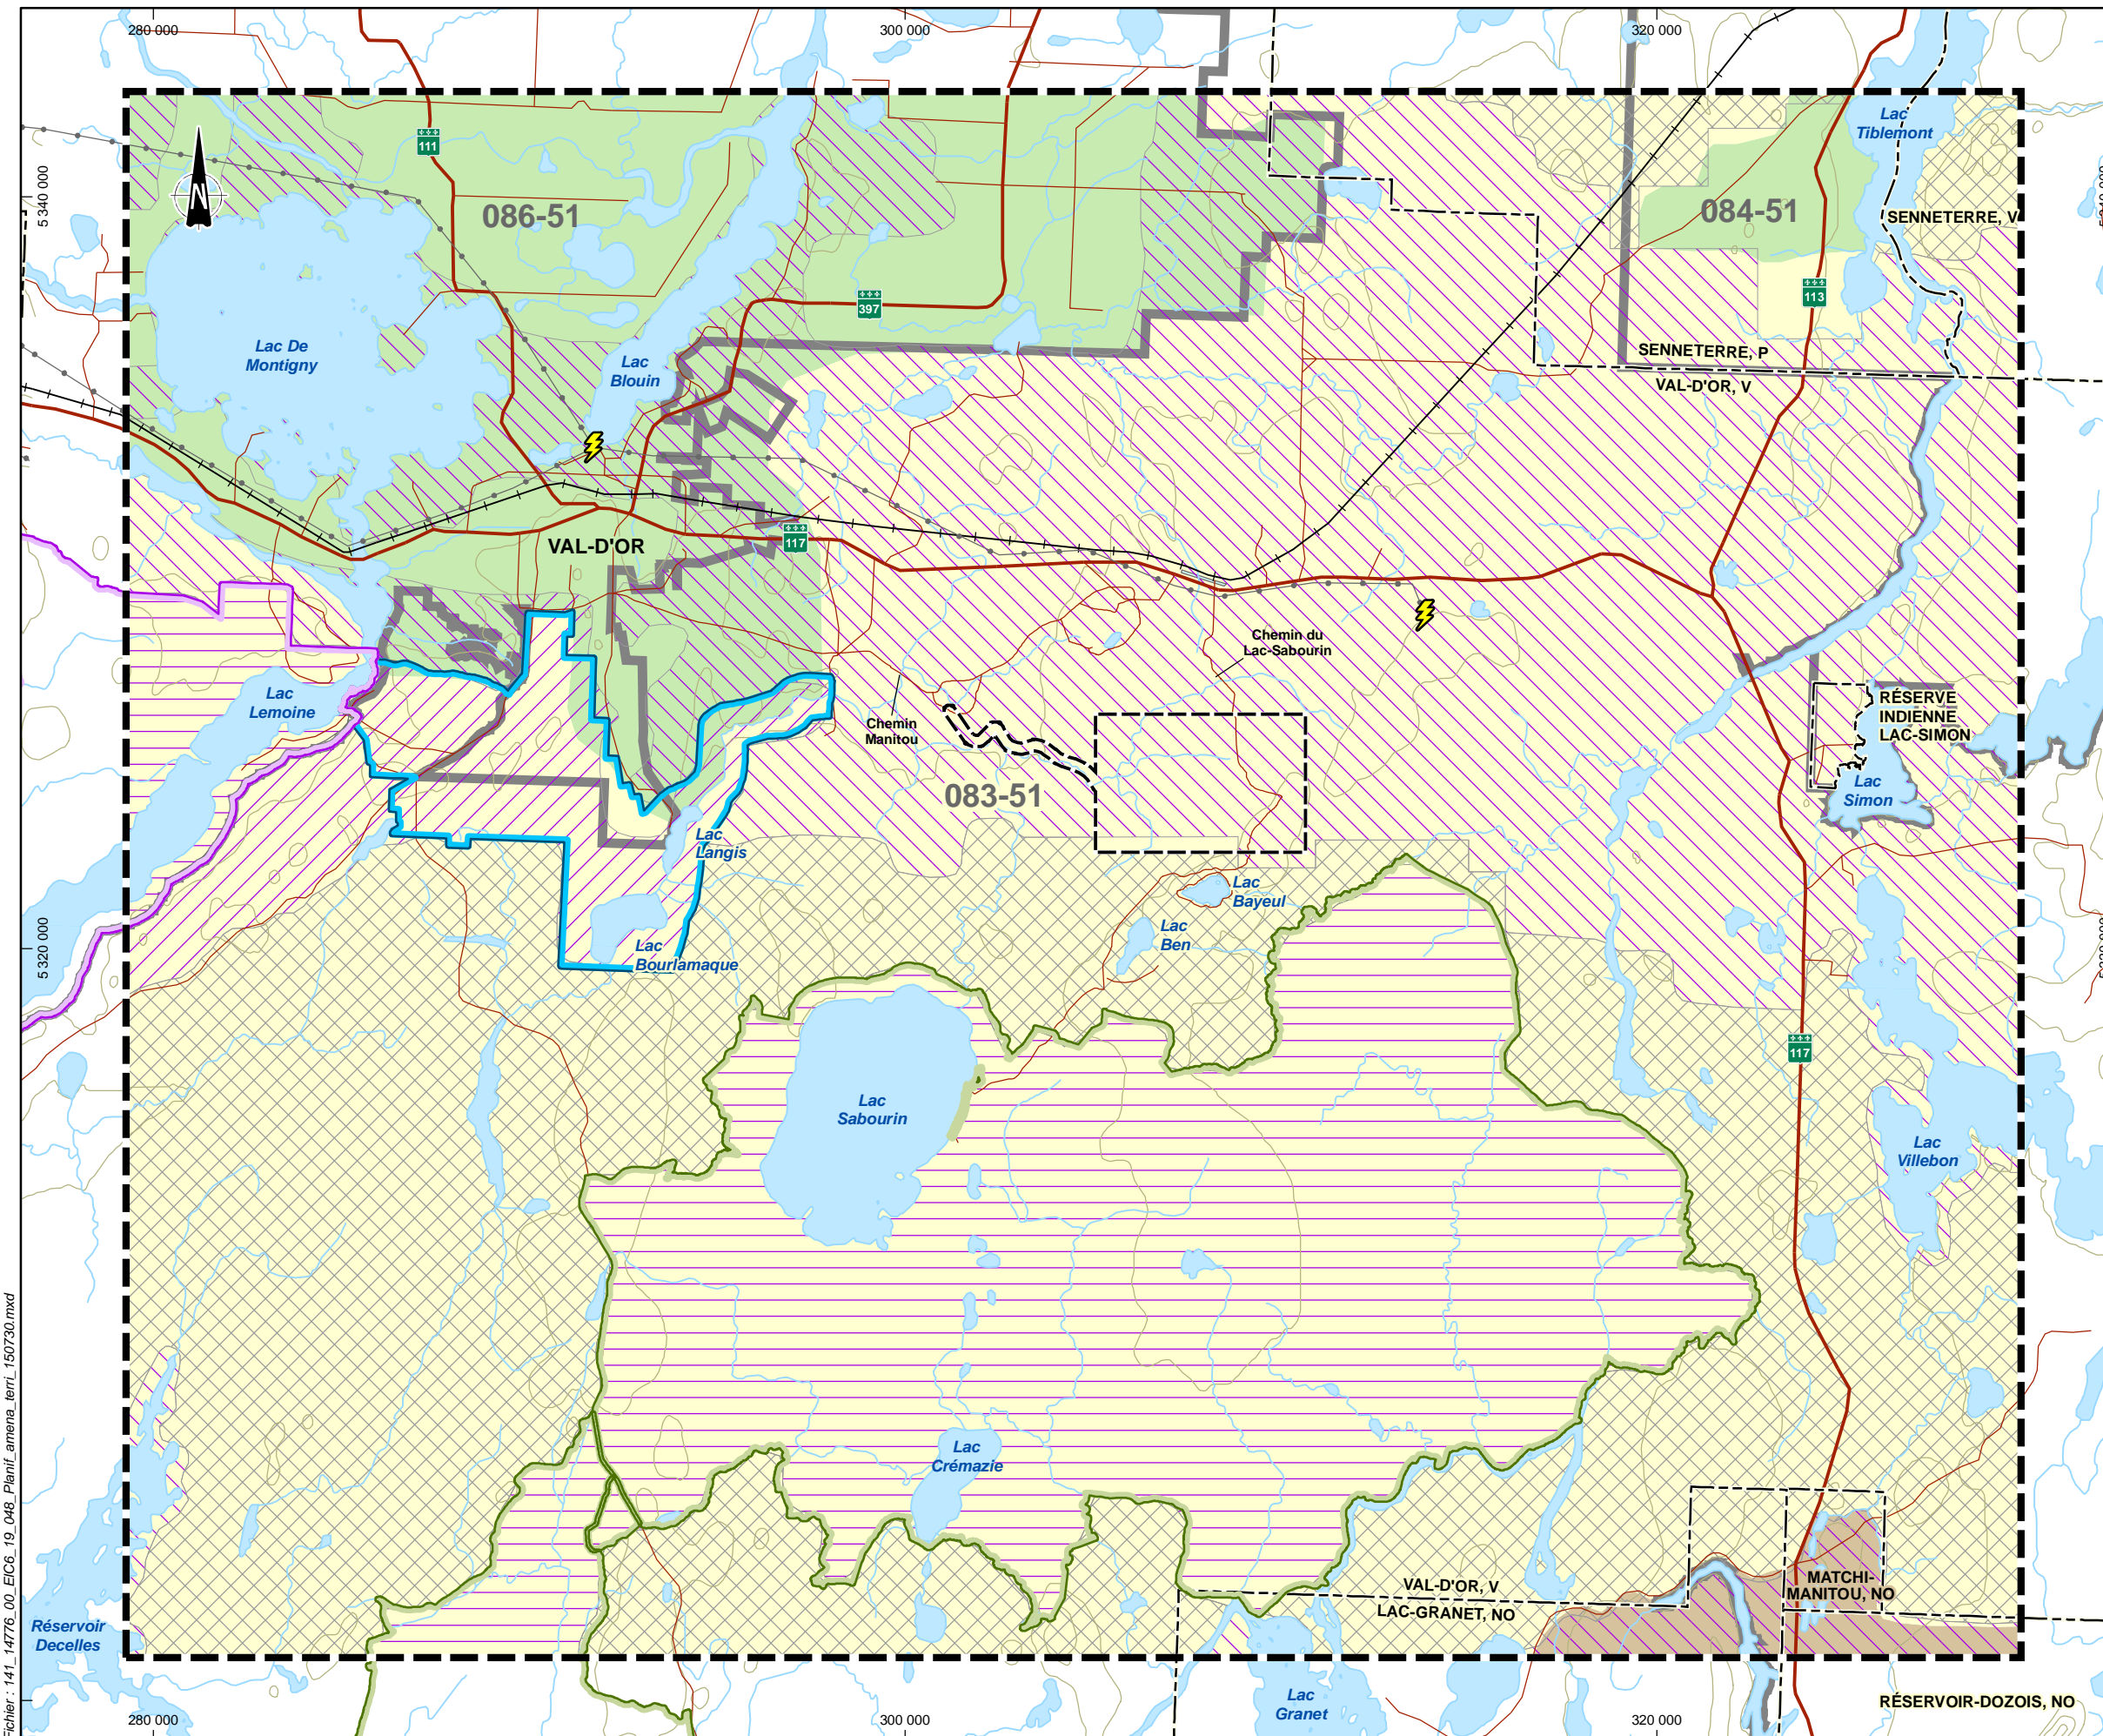 280 000
300 000
320 000
Lac
Tiblemont
111
5 340 000
086-51
084-51
SENNETERRE, V
397
113
Lac De
Montigny
Lac
Blouin
SENNETERRE, P
VAL-D'OR, V
VAL-D'OR
117
Chemin du
Lac-Sabourin
Lac
Lemoine
RÉSERVE
INDIENNE
LAC-SIMON
Chemin
Manitou
083-51
Lac
Simon
Lac
Langis
Lac
Bayeul
Lac
Ben
5 320 000
Lac
Bourlamaque
117
Lac
Sabourin
Lac
Villebon
Lac
Crémazie
MATCHI-
MANITOU, NO
VAL-D'OR, V
LAC-GRANET, NO
Réservoir
Decelles
Lac
Granet
RÉSERVOIR-DOZOIS, NO
280 000
300 000
320 000
Fichier : 141_14776_00_EIC6_19_048_Planif_amena_terri_150730.mxd